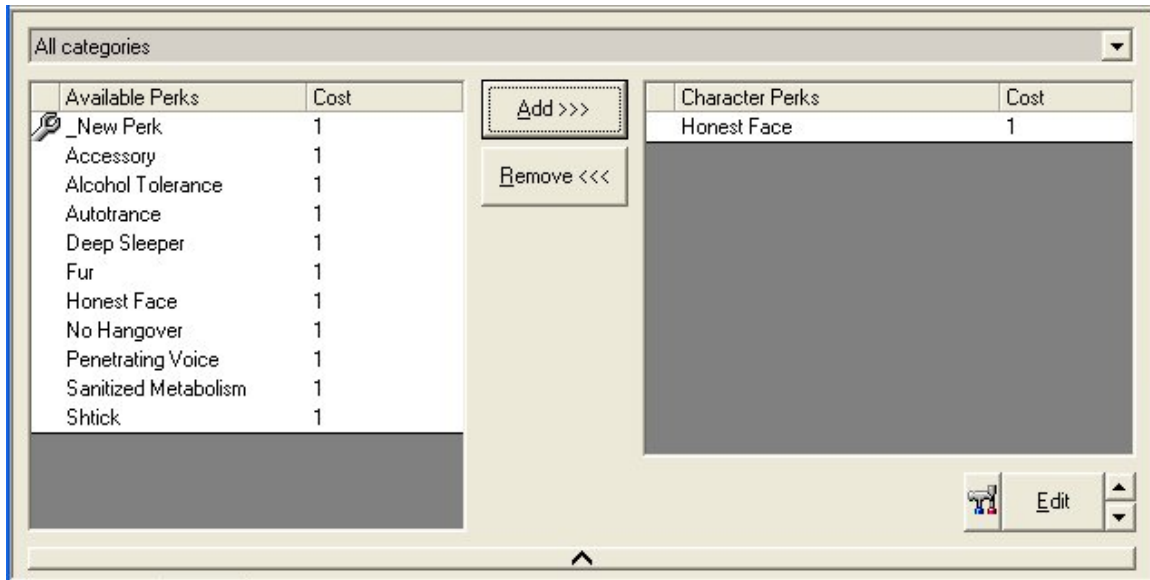 All categories
Available Perks Cost
_New Perk 1
Accessory 1
Alcohol Tolerance 1
Autotrance 1
Deep Sleeper 1
Fur 1
Honest Face 1
No Hangover 1
Penetrating Voice 1
Sanitized Metabolism 1
Shtick 1
Add >>>
Remove <<<
Character Perks Cost
Honest Face 1
Edit